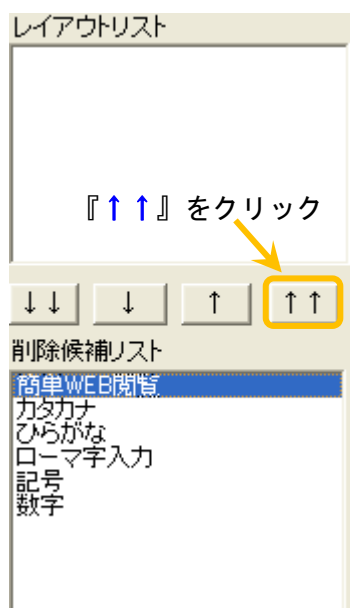 レイアウトリスト
『↑↑』をクリック
↓↓ ↓ ↑ ↑↑
削除候補リスト
簡単WEB閲覧
カタカナ
ひらがな
ローマ字入力
記号
数字